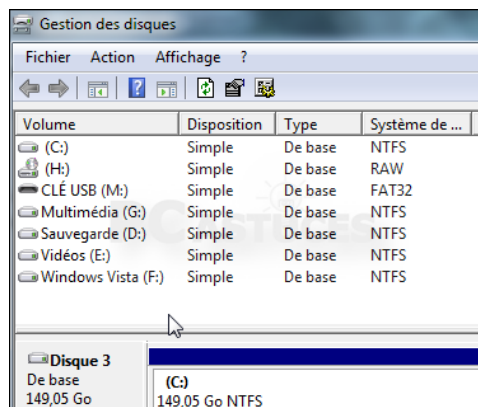 Gestion des disques
Fichier Action Affichage ?
Volume Disposition Type Système de ...
(C:) Simple De base NTFS
(H:) Simple De base RAW
CLÉ USB (M:) Simple De base FAT32
Multimédia (G:) Simple De base NTFS
Sauvegarde (D:) Simple De base NTFS
Vidéos (E:) Simple De base NTFS
Windows Vista (F:) Simple De base NTFS
PC ASTUCES
Disque 3
De base (C:)
149,05 Go 149,05 Go NTFS